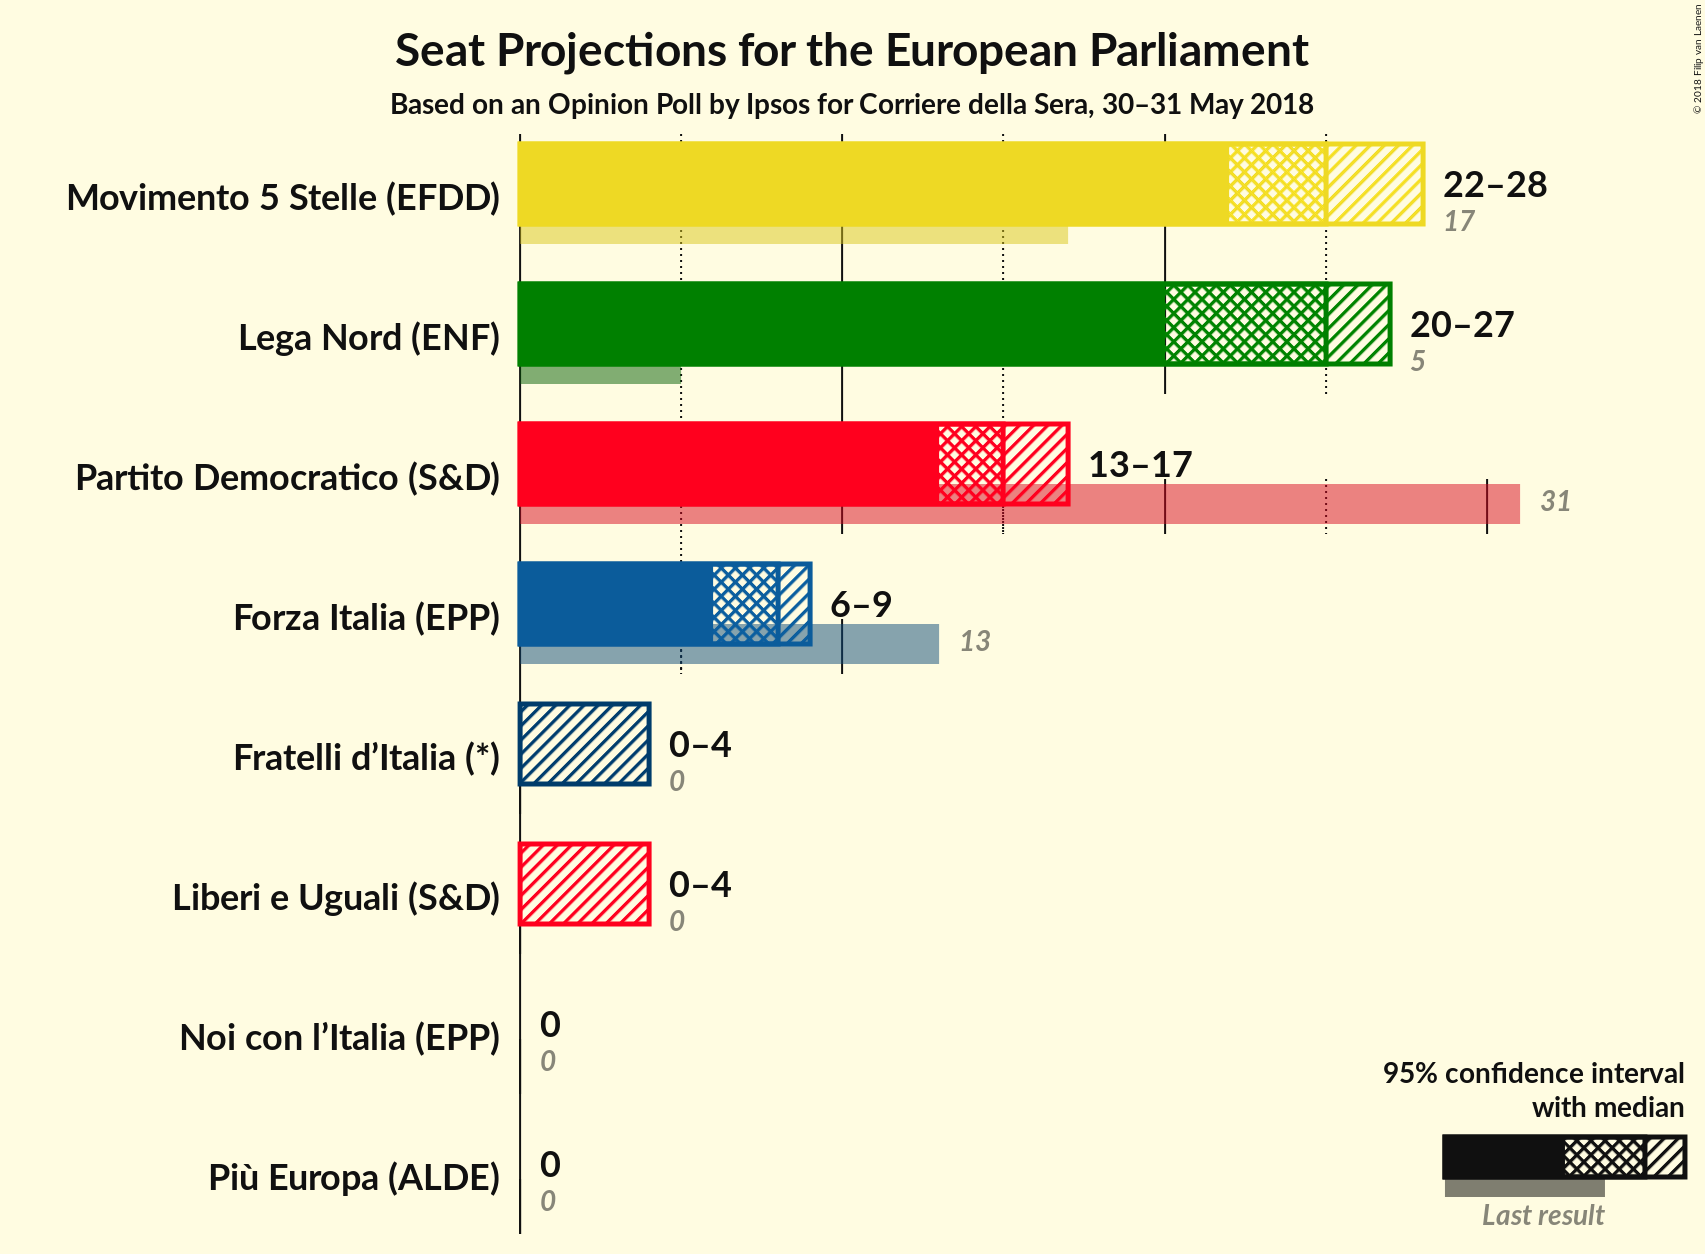 Seat Projections for the European Parliament
Based on an Opinion Poll by Ipsos for Corriere della Sera, 30–31 May 2018
© 2018 Filip van Laenen
Movimento 5 Stelle (EFDD)
22–28
17
Lega Nord (ENF)
20–27
5
Partito Democratico (S&D)
13–17
31
Forza Italia (EPP)
6–9
13
Fratelli d’Italia (*)
0–4
0
Liberi e Uguali (S&D)
0–4
0
Noi con l’Italia (EPP)
0
0
Più Europa (ALDE)
0
0
95% confidence interval
with median
Last result